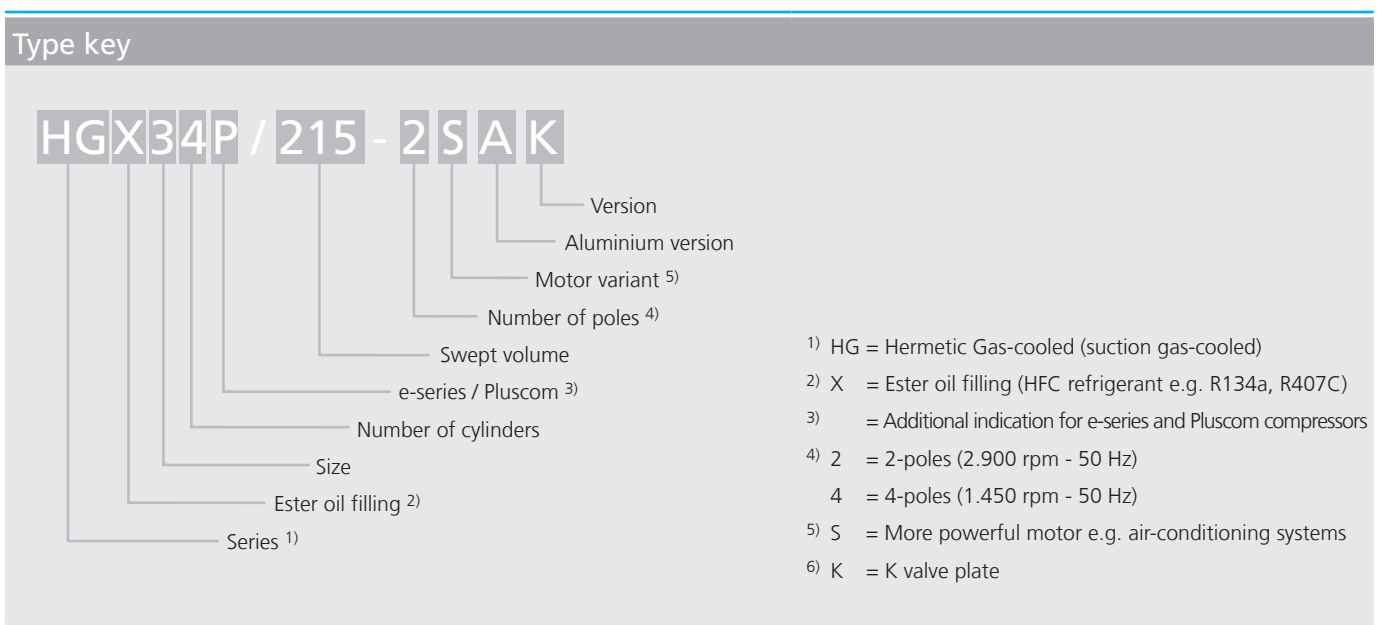 Type key
HGX34P / 215 - 2 S A K
Version
Aluminium version
Motor variant 5)
Number of poles 4)
Swept volume
e-series / Pluscom 3)
Number of cylinders
Size
Ester oil filling 2)
Series 1)
1) HG = Hermetic Gas-cooled (suction gas-cooled)
2) X = Ester oil filling (HFC refrigerant e.g. R134a, R407C)
3) = Additional indication for e-series and Pluscom compressors
4) 2 = 2-poles (2.900 rpm - 50 Hz)
4 = 4-poles (1.450 rpm - 50 Hz)
5) S = More powerful motor e.g. air-conditioning systems
6) K = K valve plate